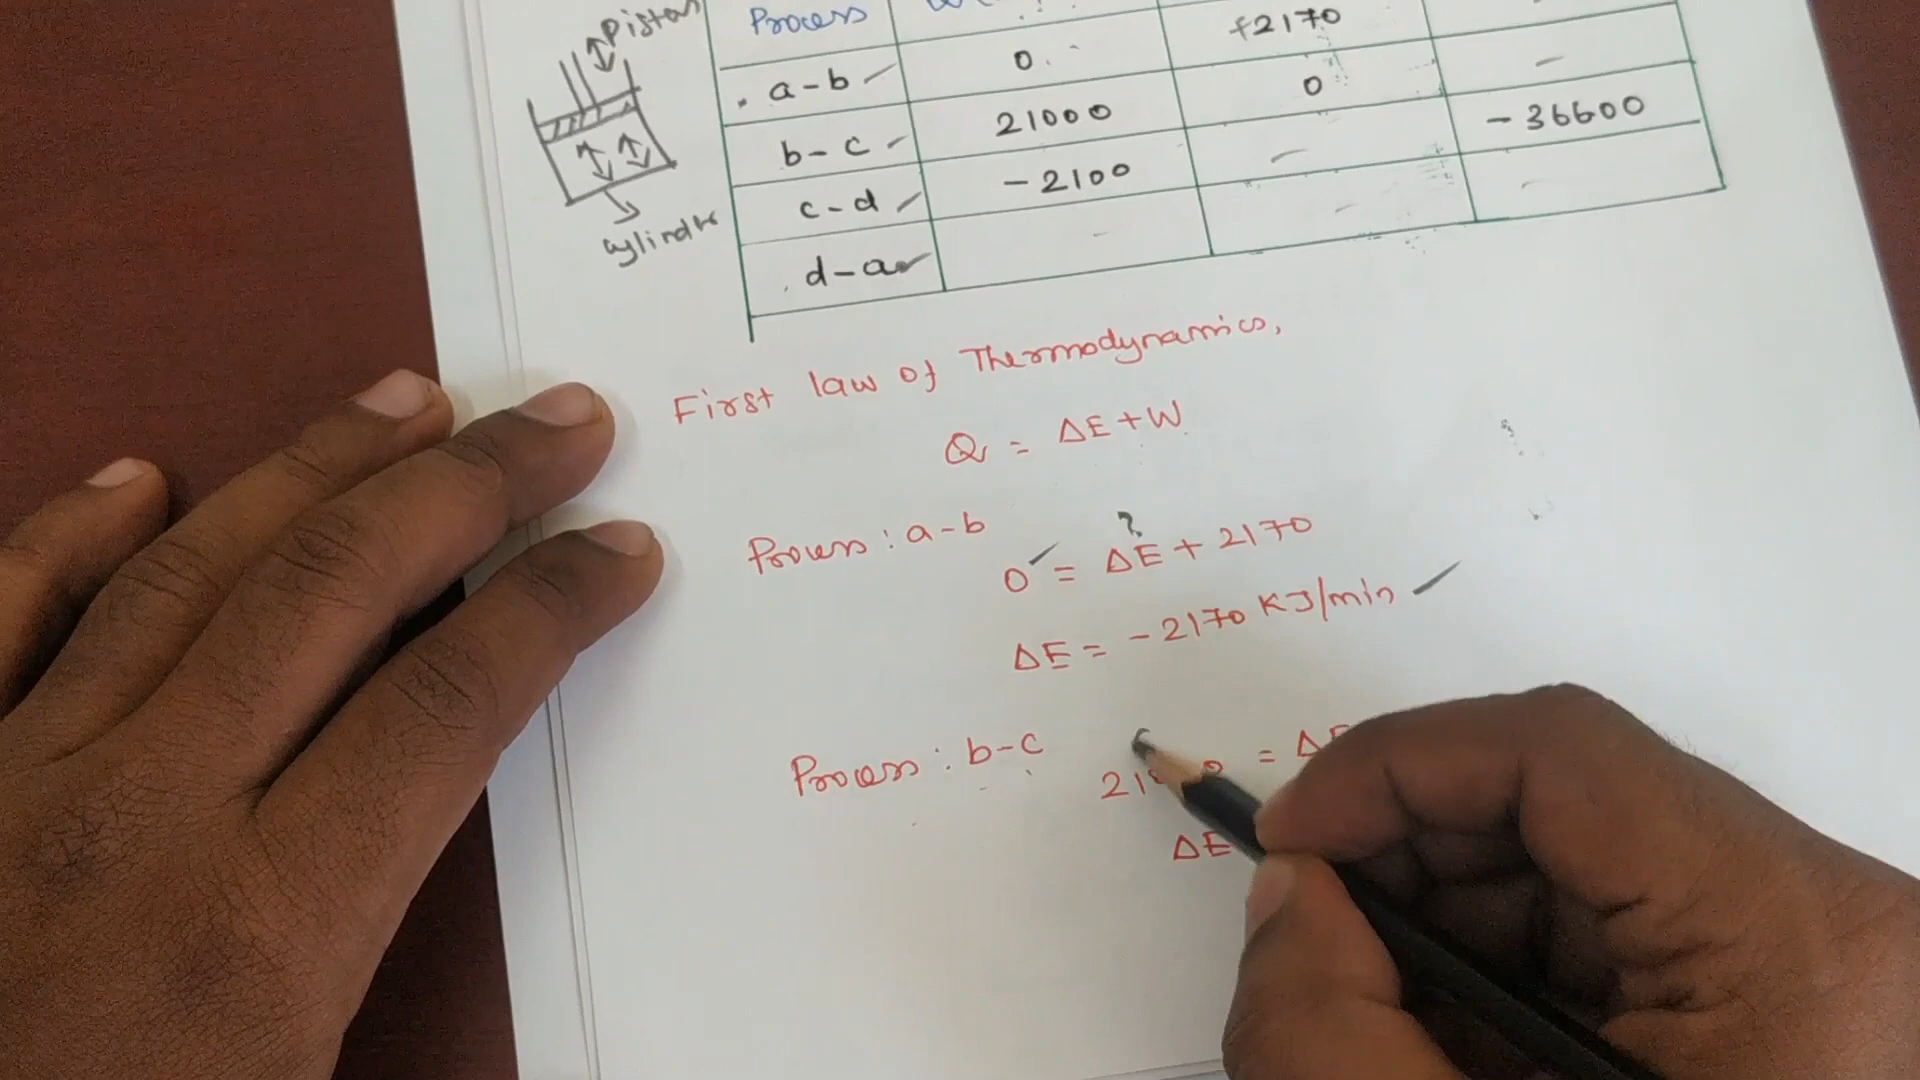 Piston
Process
+2170
a-b
0
0
-
b-c
21000
-
-36600
c-d
-2100
-
-
d-a
-
cylinder
First law of Thermodynamics,
Q = ΔE+W
Process: a-b
?
0 = ΔE + 2170
ΔE = -2170 KJ/min
Process: b-c
= Δ
ΔE